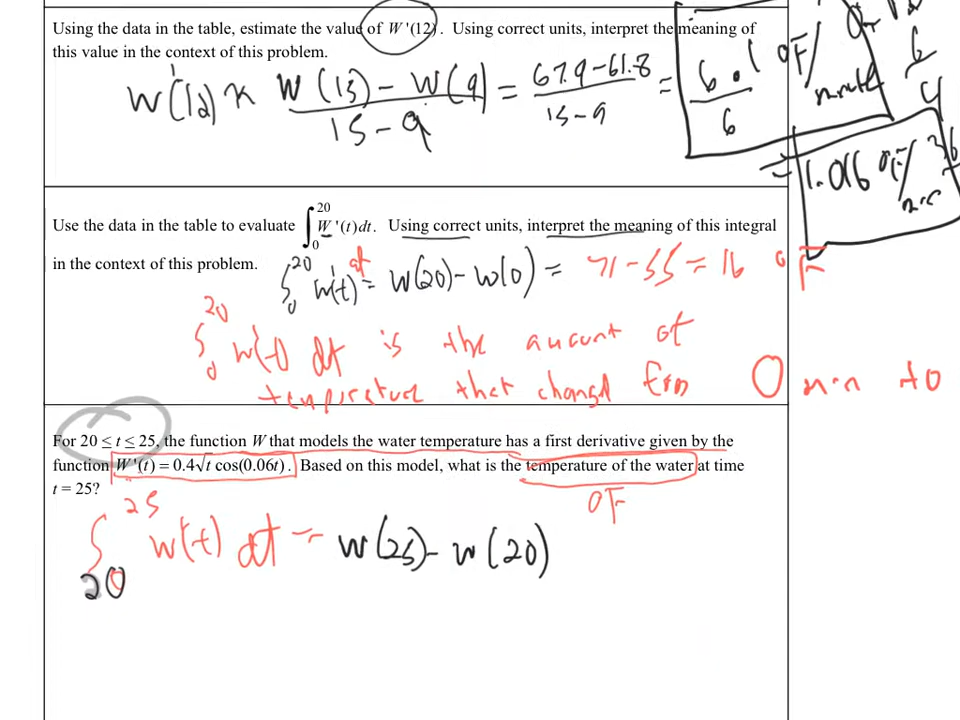 Using the data in the table, estimate the value of W '(12). Using correct units, interpret the meaning of
this value in the context of this problem.
W'(12) ≈ W(15) - W(9) / 15 - 9 = 67.9 - 61.8 / 15 - 9 = 6.1 / 6 °F/minute
= 1.016 °F/min
Use the data in the table to evaluate ∫₀²⁰ W '(t)dt. Using correct units, interpret the meaning of this integral
in the context of this problem.
∫₀²⁰ W'(t) dt = W(20) - W(0) = 71 - 55 = 16 °F
∫₀²⁰ W'(t) dt is the amount of
temperature that changed from 0 min to
For 20 ≤ t ≤ 25, the function W that models the water temperature has a first derivative given by the
function W '(t) = 0.4√t cos(0.06t). Based on this model, what is the temperature of the water at time
t = 25?
°F
∫₂₀²⁵ W'(t) dt = W(25) - W(20)